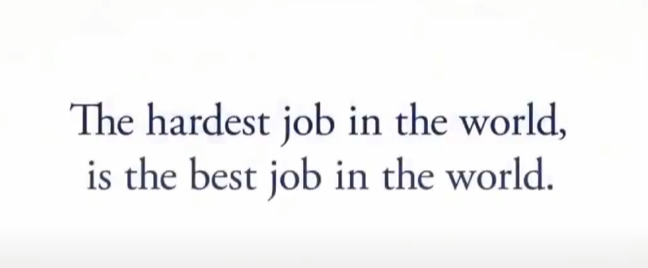 The hardest job in the world,
is the best job in the world.